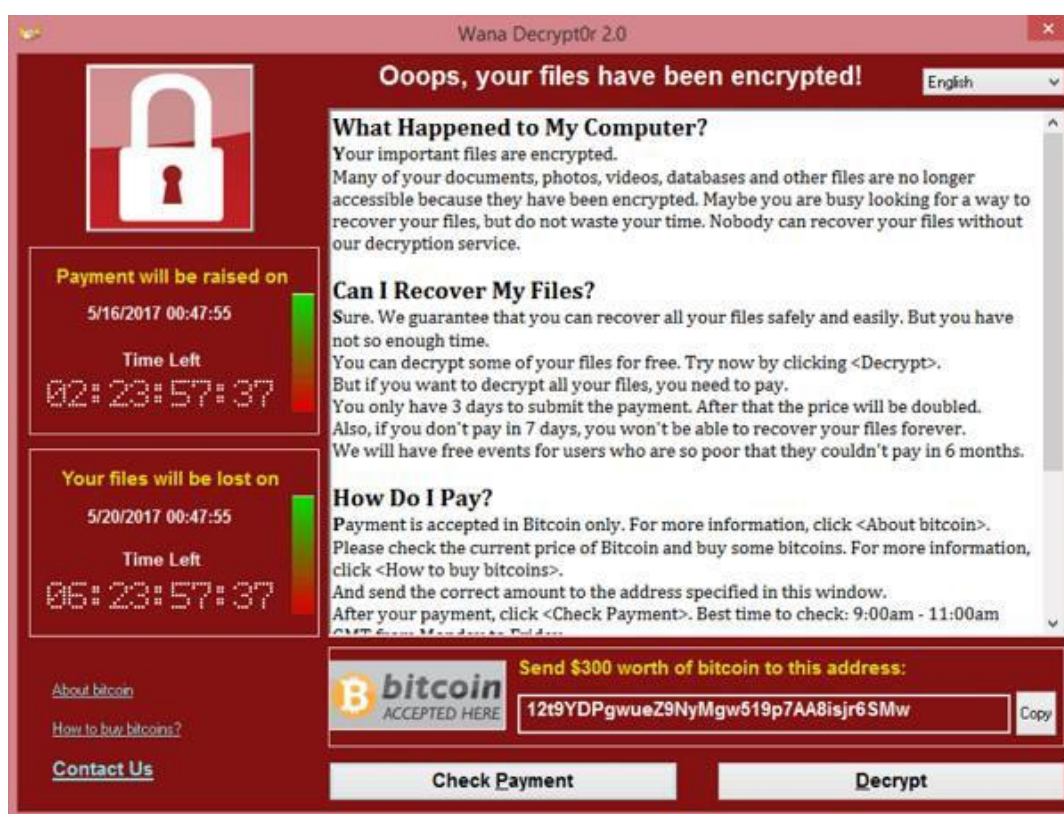 Wana Decrypt0r 2.0
Ooops, your files have been encrypted!
English
What Happened to My Computer?
Your important files are encrypted.
Many of your documents, photos, videos, databases and other files are no longer
accessible because they have been encrypted. Maybe you are busy looking for a way to
recover your files, but do not waste your time. Nobody can recover your files without
our decryption service.
Can I Recover My Files?
Sure. We guarantee that you can recover all your files safely and easily. But you have
not so enough time.
You can decrypt some of your files for free. Try now by clicking <Decrypt>.
But if you want to decrypt all your files, you need to pay.
You only have 3 days to submit the payment. After that the price will be doubled.
Also, if you don't pay in 7 days, you won't be able to recover your files forever.
We will have free events for users who are so poor that they couldn't pay in 6 months.
How Do I Pay?
Payment is accepted in Bitcoin only. For more information, click <About bitcoin>.
Please check the current price of Bitcoin and buy some bitcoins. For more information,
click <How to buy bitcoins>.
And send the correct amount to the address specified in this window.
After your payment, click <Check Payment>. Best time to check: 9:00am - 11:00am
GMT from Monday to Friday
Payment will be raised on
5/16/2017 00:47:55
Time Left
02:23:57:37
Your files will be lost on
5/20/2017 00:47:55
Time Left
06:23:57:37
About bitcoin
How to buy bitcoins?
Contact Us
bitcoin
ACCEPTED HERE
Send $300 worth of bitcoin to this address:
12t9YDPgwueZ9NyMgw519p7AA8isjr6SMw
Copy
Check Payment
Decrypt